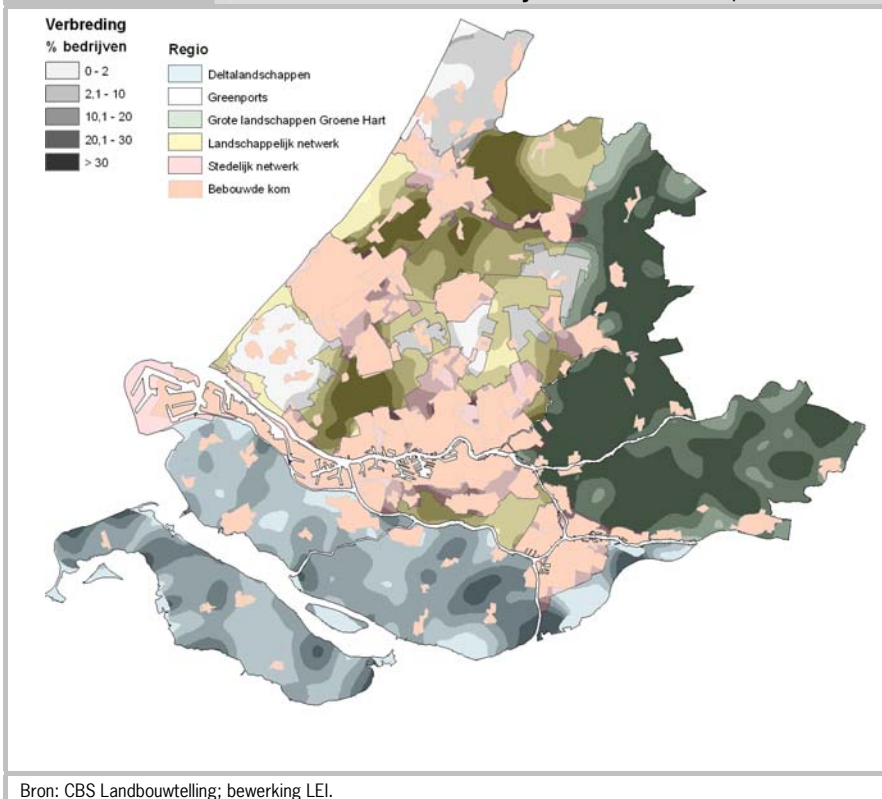 Verbreding
% bedrijven
0 - 2
2,1 - 10
10,1 - 20
20,1 - 30
> 30
Regio
Deltalandschappen
Greenports
Grote landschappen Groene Hart
Landschappelijk netwerk
Stedelijk netwerk
Bebouwde kom
Bron: CBS Landbouwtelling; bewerking LEI.